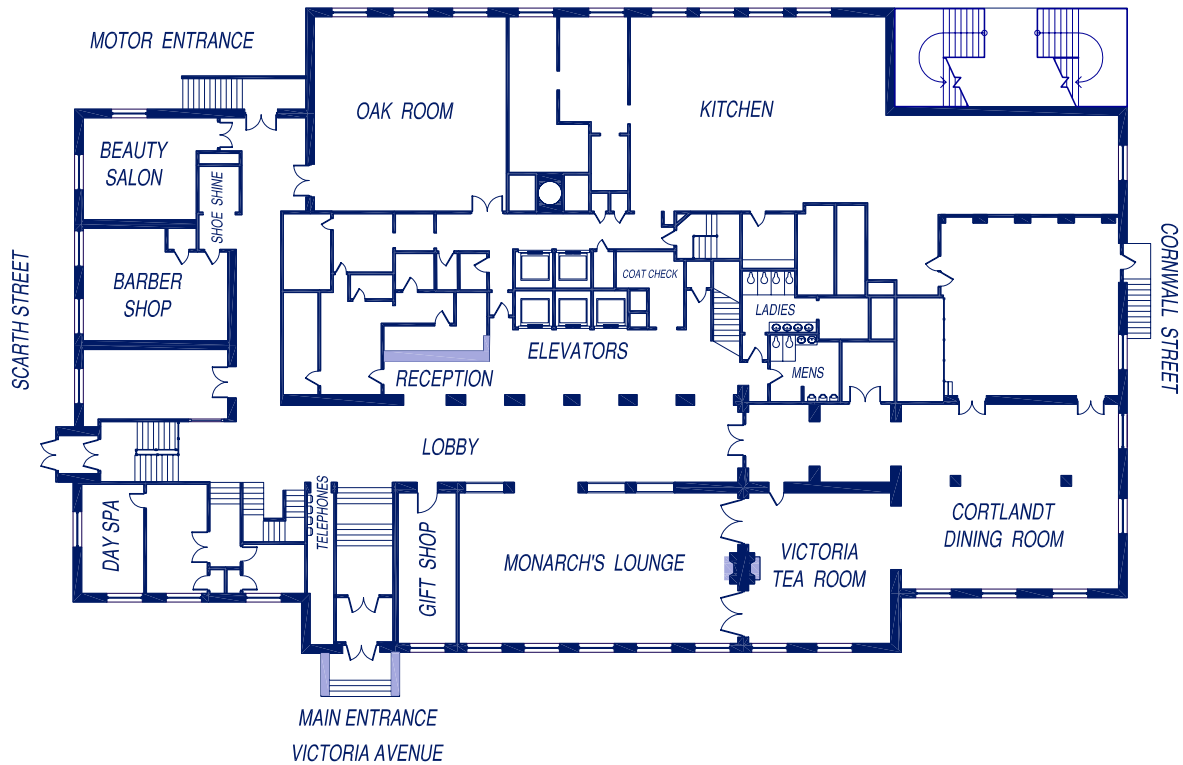 MOTOR ENTRANCE
OAK ROOM
KITCHEN
BEAUTY
SALON
SHOE SHINE
BARBER
SHOP
COAT CHECK
LADIES
MENS
ELEVATORS
RECEPTION
SCARTH STREET
CORNWALL STREET
LOBBY
TELEPHONES
DAY SPA
GIFT SHOP
MONARCH'S LOUNGE
VICTORIA
TEA ROOM
CORTLANDT
DINING ROOM
MAIN ENTRANCE
VICTORIA AVENUE